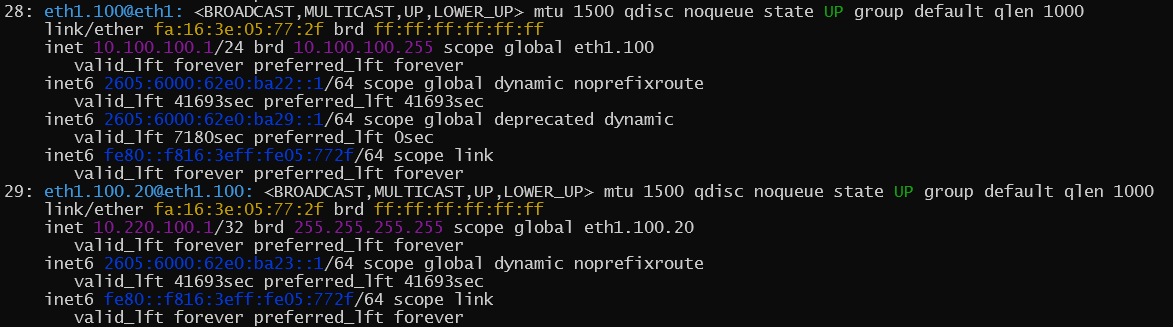 28: eth1.100@eth1: <BROADCAST,MULTICAST,UP,LOWER_UP> mtu 1500 qdisc noqueue state UP group default qlen 1000
    link/ether fa:16:3e:05:77:2f brd ff:ff:ff:ff:ff:ff
    inet 10.100.100.1/24 brd 10.100.100.255 scope global eth1.100
       valid_lft forever preferred_lft forever
    inet6 2605:6000:62e0:ba22::1/64 scope global dynamic noprefixroute
       valid_lft 41693sec preferred_lft 41693sec
    inet6 2605:6000:62e0:ba29::1/64 scope global deprecated dynamic
       valid_lft 7180sec preferred_lft 0sec
    inet6 fe80::f816:3eff:fe05:772f/64 scope link
       valid_lft forever preferred_lft forever
29: eth1.100.20@eth1.100: <BROADCAST,MULTICAST,UP,LOWER_UP> mtu 1500 qdisc noqueue state UP group default qlen 1000
    link/ether fa:16:3e:05:77:2f brd ff:ff:ff:ff:ff:ff
    inet 10.220.100.1/32 brd 255.255.255.255 scope global eth1.100.20
       valid_lft forever preferred_lft forever
    inet6 2605:6000:62e0:ba23::1/64 scope global dynamic noprefixroute
       valid_lft 41693sec preferred_lft 41693sec
    inet6 fe80::f816:3eff:fe05:772f/64 scope link
       valid_lft forever preferred_lft forever